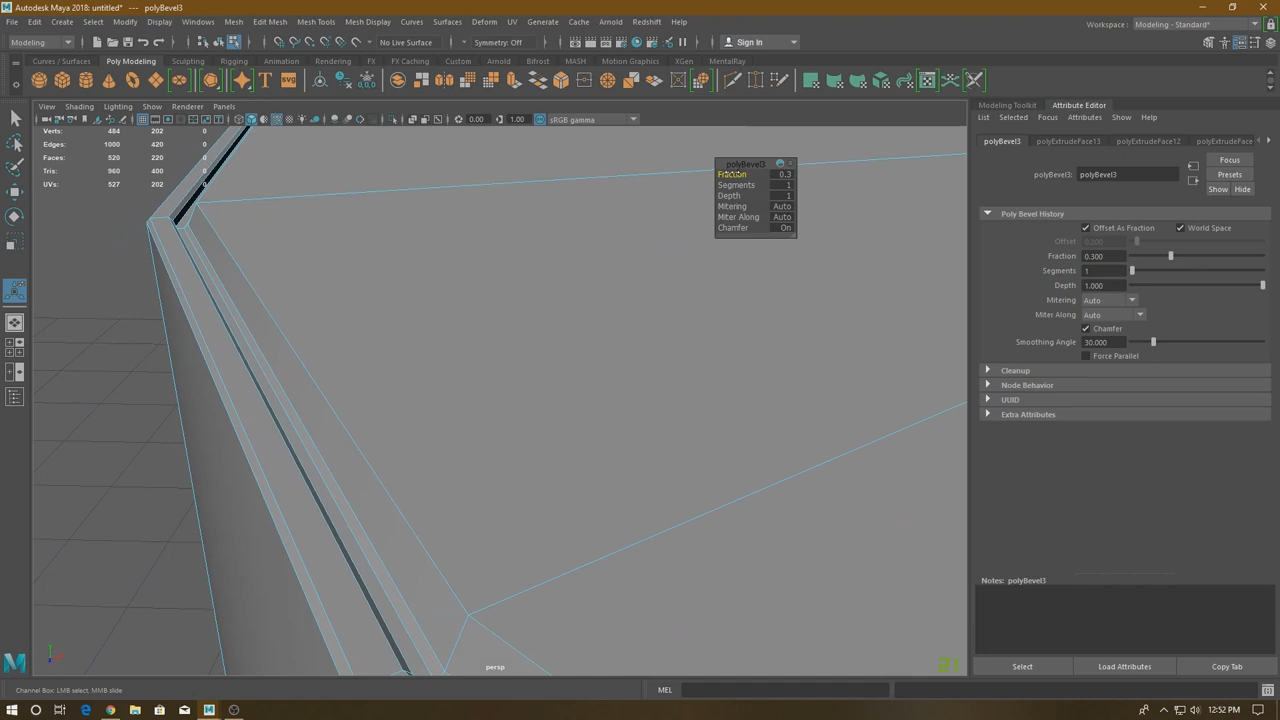 Autodesk Maya 2018: untitled* --- polyBevel3
File Edit Create Select Modify Display Windows Mesh Edit Mesh Mesh Tools Mesh Display Curves Surfaces Deform UV Generate Cache Arnold Redshift Help
Workspace : Modeling - Standard*
Modeling
No Live Surface
Symmetry: Off
Sign In
Curves / Surfaces Poly Modeling Sculpting Rigging Animation Rendering FX FX Caching Custom Arnold Bifrost MASH Motion Graphics XGen MentalRay
View Shading Lighting Show Renderer Panels
Modeling Toolkit Attribute Editor
List Selected Focus Attributes Show Help
0.00 1.00 sRGB gamma
Verts: 484 202 0
Edges: 1000 420 0
Faces: 520 220 0
Tris: 960 400 0
UVs: 527 202 0
polyBevel3
Fraction 0.3
Segments 1
Depth 1
Mitering Auto
Miter Along Auto
Chamfer On
polyBevel3 polyExtrudeFace13 polyExtrudeFace12 polyExtrudeFace
Focus
Presets
Show Hide
polyBevel3: polyBevel3
Poly Bevel History
Offset As Fraction World Space
Offset 0.200
Fraction 0.300
Segments 1
Depth 1.000
Mitering Auto
Miter Along Auto
Chamfer
Smoothing Angle 30.000
Force Parallel
Cleanup
Node Behavior
UUID
Extra Attributes
Notes: polyBevel3
persp
21
Select Load Attributes Copy Tab
Channel Box: LMB select, MMB slide
MEL
12:52 PM